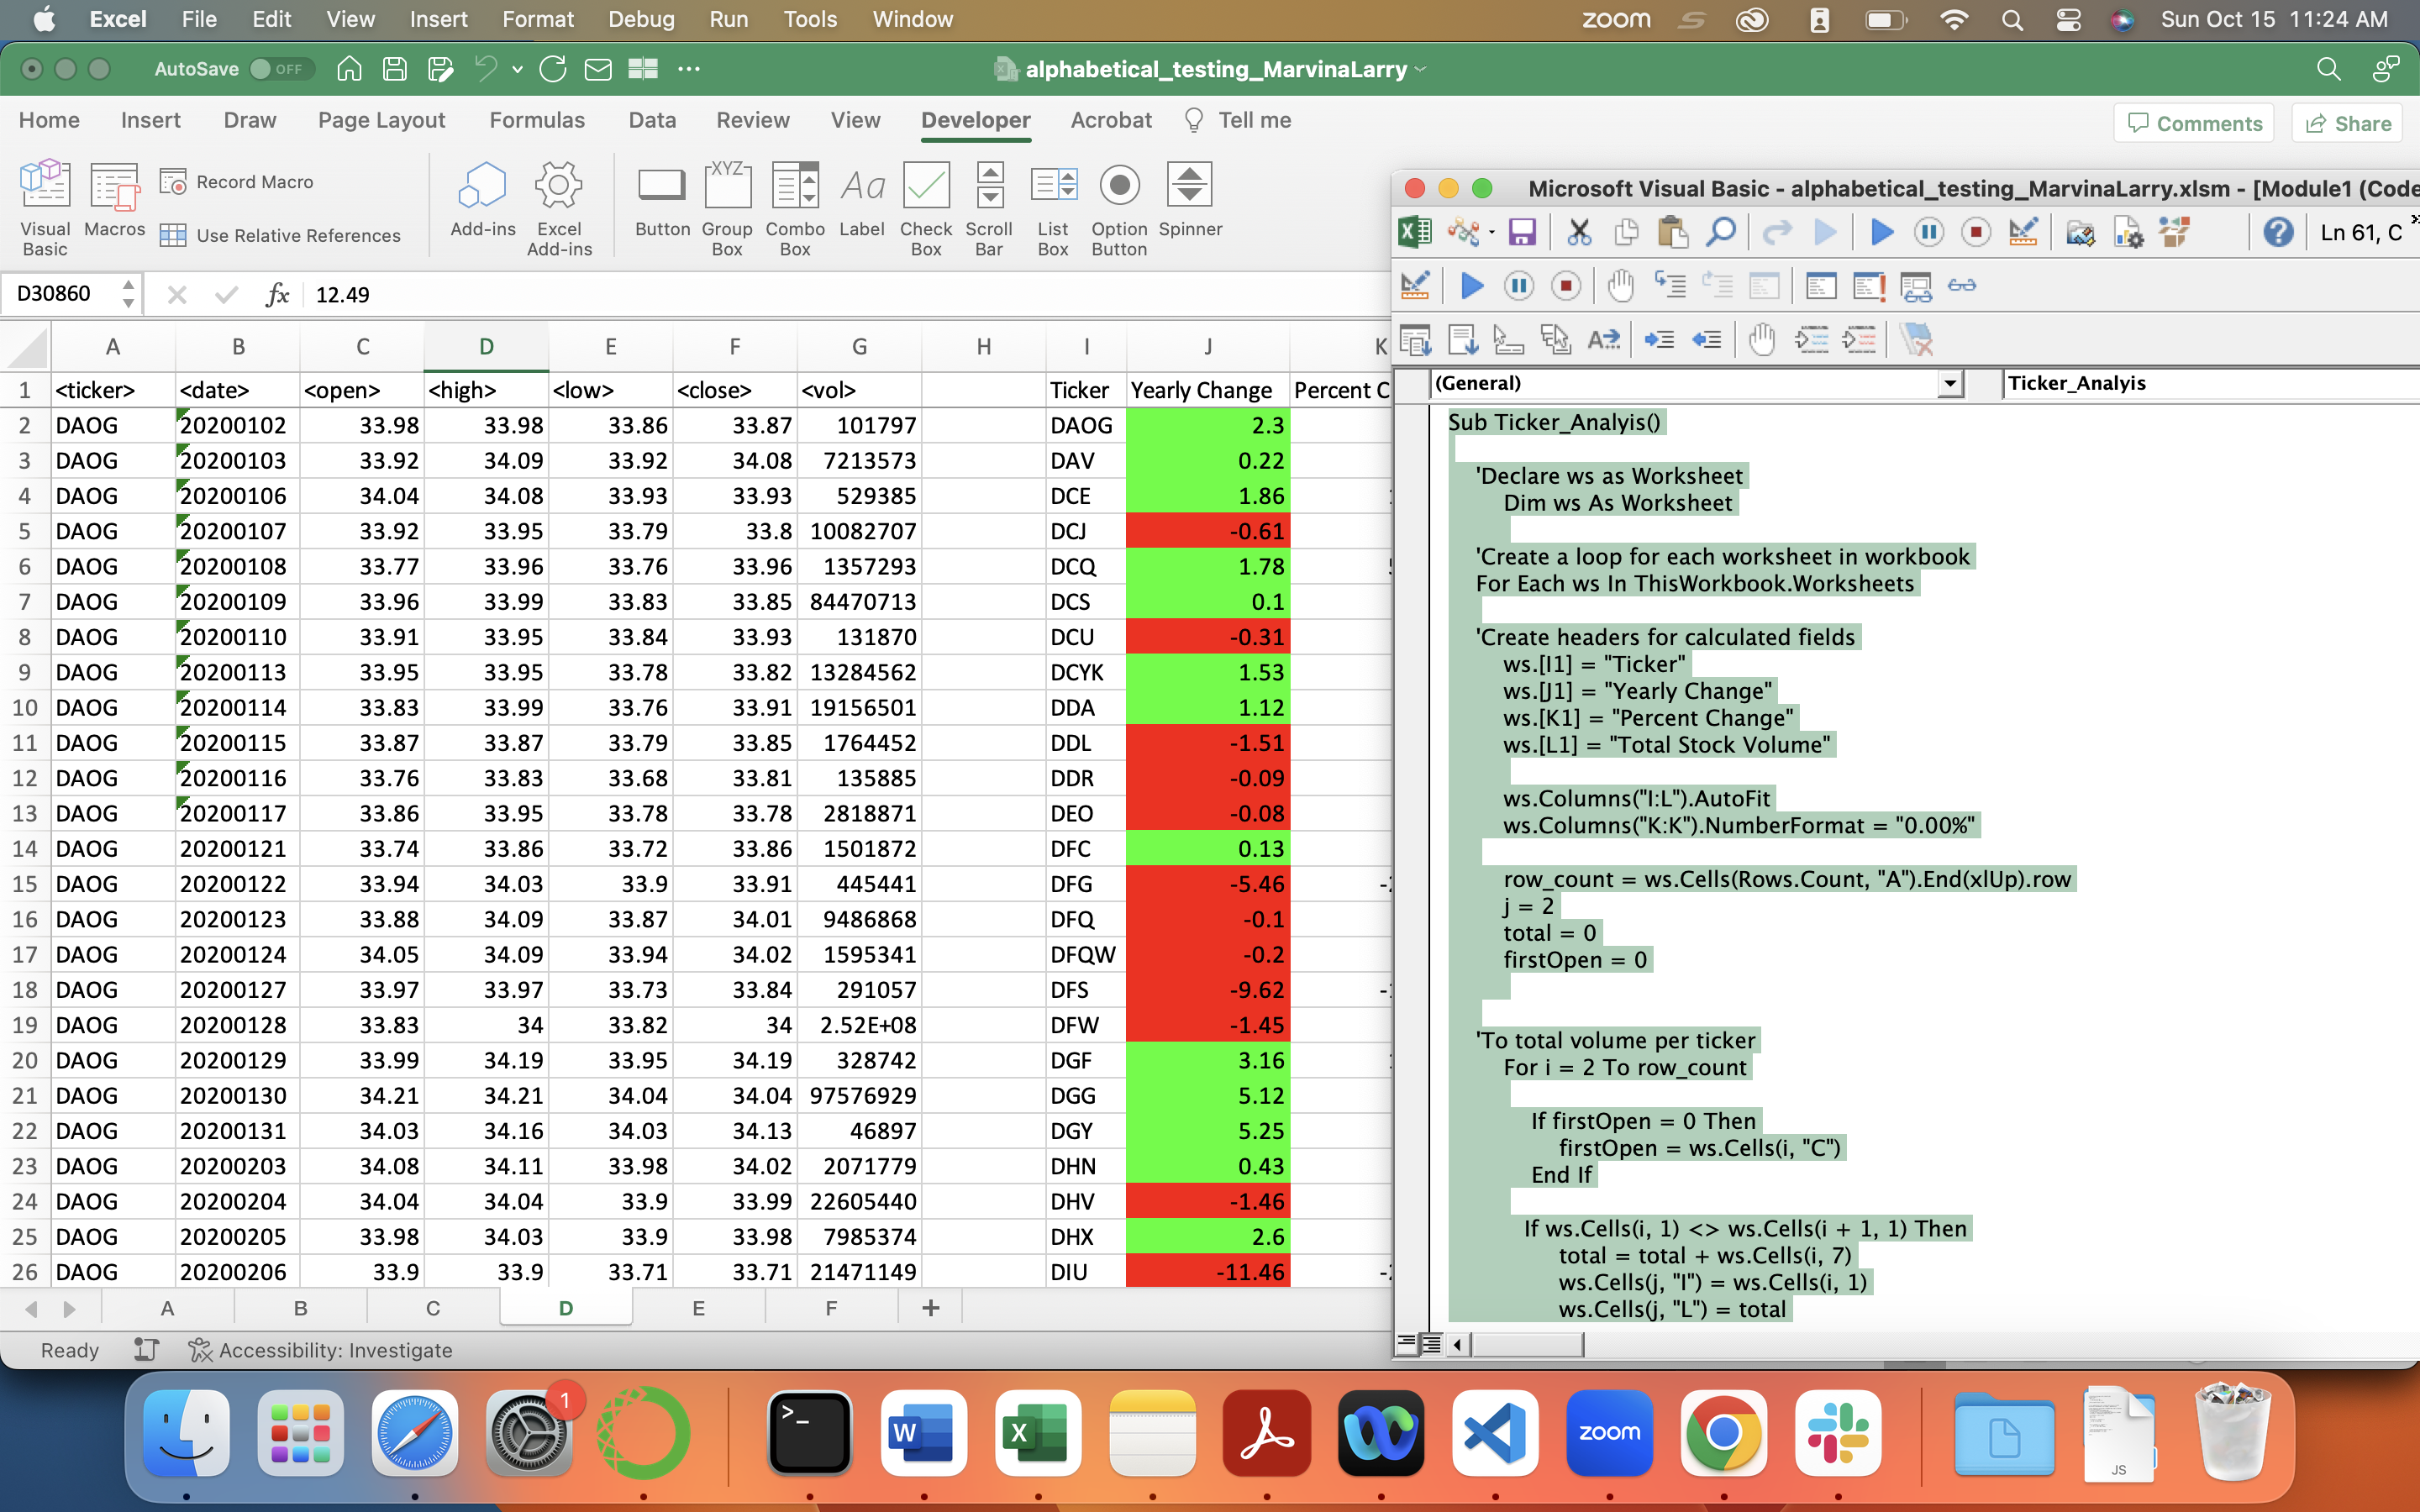 Excel File Edit View Insert Format Debug Run Tools Window zoom Sun Oct 15 11:24 AM
AutoSave OFF alphabetical_testing_MarvinaLarry
Home Insert Draw Page Layout Formulas Data Review View Developer Acrobat Tell me Comments Share
Visual Basic
Macros
Record Macro
Use Relative References
Add-ins
Excel Add-ins
Button
XYZ
Group Box
Combo Box
Aa
Label
Check Box
Scroll Bar
List Box
Option Button
Spinner
D30860 fx 12.49
A B C D E F G H I J K
1 <ticker> <date> <open> <high> <low> <close> <vol> Ticker Yearly Change Percent C
2 DAOG 20200102 33.98 33.98 33.86 33.87 101797 DAOG 2.3
3 DAOG 20200103 33.92 34.09 33.92 34.08 7213573 DAV 0.22
4 DAOG 20200106 34.04 34.08 33.93 33.93 529385 DCE 1.86
5 DAOG 20200107 33.92 33.95 33.79 33.8 10082707 DCJ -0.61
6 DAOG 20200108 33.77 33.96 33.76 33.96 1357293 DCQ 1.78
7 DAOG 20200109 33.96 33.99 33.83 33.85 84470713 DCS 0.1
8 DAOG 20200110 33.91 33.95 33.84 33.93 131870 DCU -0.31
9 DAOG 20200113 33.95 33.95 33.78 33.82 13284562 DCYK 1.53
10 DAOG 20200114 33.83 33.99 33.76 33.91 19156501 DDA 1.12
11 DAOG 20200115 33.87 33.87 33.79 33.85 1764452 DDL -1.51
12 DAOG 20200116 33.76 33.83 33.68 33.81 135885 DDR -0.09
13 DAOG 20200117 33.86 33.95 33.78 33.78 2818871 DEO -0.08
14 DAOG 20200121 33.74 33.86 33.72 33.86 1501872 DFC 0.13
15 DAOG 20200122 33.94 34.03 33.9 33.91 445441 DFG -5.46
16 DAOG 20200123 33.88 34.09 33.87 34.01 9486868 DFQ -0.1
17 DAOG 20200124 34.05 34.09 33.94 34.02 1595341 DFQW -0.2
18 DAOG 20200127 33.97 33.97 33.73 33.84 291057 DFS -9.62
19 DAOG 20200128 33.83 34 33.82 34 2.52E+08 DFW -1.45
20 DAOG 20200129 33.99 34.19 33.95 34.19 328742 DGF 3.16
21 DAOG 20200130 34.21 34.21 34.04 34.04 97576929 DGG 5.12
22 DAOG 20200131 34.03 34.16 34.03 34.13 46897 DGY 5.25
23 DAOG 20200203 34.08 34.11 33.98 34.02 2071779 DHN 0.43
24 DAOG 20200204 34.04 34.04 33.9 33.99 22605440 DHV -1.46
25 DAOG 20200205 33.98 34.03 33.9 33.98 7985374 DHX 2.6
26 DAOG 20200206 33.9 33.9 33.71 33.71 21471149 DIU -11.46
A B C D E F +
Ready Accessibility: Investigate
Microsoft Visual Basic - alphabetical_testing_MarvinaLarry.xlsm - [Module1 (Code
Ln 61, C
(General) Ticker_Analyis
Sub Ticker_Analyis()
'Declare ws as Worksheet
Dim ws As Worksheet
'Create a loop for each worksheet in workbook
For Each ws In ThisWorkbook.Worksheets
'Create headers for calculated fields
ws.[I1] = "Ticker"
ws.[J1] = "Yearly Change"
ws.[K1] = "Percent Change"
ws.[L1] = "Total Stock Volume"
ws.Columns("I:L").AutoFit
ws.Columns("K:K").NumberFormat = "0.00%"
row_count = ws.Cells(Rows.Count, "A").End(xlUp).row
j = 2
total = 0
firstOpen = 0
'To total volume per ticker
For i = 2 To row_count
If firstOpen = 0 Then
firstOpen = ws.Cells(i, "C")
End If
If ws.Cells(i, 1) <> ws.Cells(i + 1, 1) Then
total = total + ws.Cells(i, 7)
ws.Cells(j, "I") = ws.Cells(i, 1)
ws.Cells(j, "L") = total
1
>_
W
X
zoom
JS